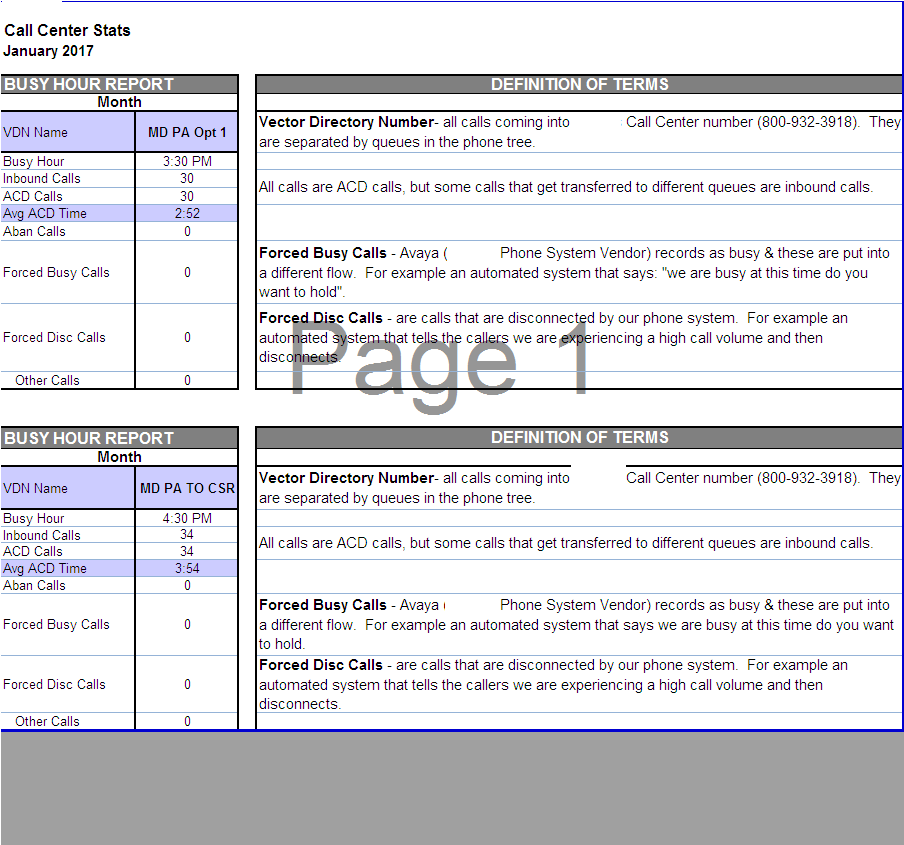 Call Center Stats
January 2017
BUSY HOUR REPORT
Month
VDN Name MD PA Opt 1
Busy Hour 3:30 PM
Inbound Calls 30
ACD Calls 30
Avg ACD Time 2:52
Aban Calls 0
Forced Busy Calls 0
Forced Disc Calls 0
Other Calls 0
DEFINITION OF TERMS
Vector Directory Number- all calls coming into Call Center number (800-932-3918). They
are separated by queues in the phone tree.
All calls are ACD calls, but some calls that get transferred to different queues are inbound calls.
Forced Busy Calls - Avaya ( Phone System Vendor) records as busy & these are put into
a different flow. For example an automated system that says: "we are busy at this time do you
want to hold".
Forced Disc Calls - are calls that are disconnected by our phone system. For example an
automated system that tells the callers we are experiencing a high call volume and then
disconnects.
Page 1
BUSY HOUR REPORT
Month
VDN Name MD PA TO CSR
Busy Hour 4:30 PM
Inbound Calls 34
ACD Calls 34
Avg ACD Time 3:54
Aban Calls 0
Forced Busy Calls 0
Forced Disc Calls 0
Other Calls 0
DEFINITION OF TERMS
Vector Directory Number- all calls coming into Call Center number (800-932-3918). They
are separated by queues in the phone tree.
All calls are ACD calls, but some calls that get transferred to different queues are inbound calls.
Forced Busy Calls - Avaya ( Phone System Vendor) records as busy & these are put into
a different flow. For example an automated system that says we are busy at this time do you want
to hold.
Forced Disc Calls - are calls that are disconnected by our phone system. For example an
automated system that tells the callers we are experiencing a high call volume and then
disconnects.